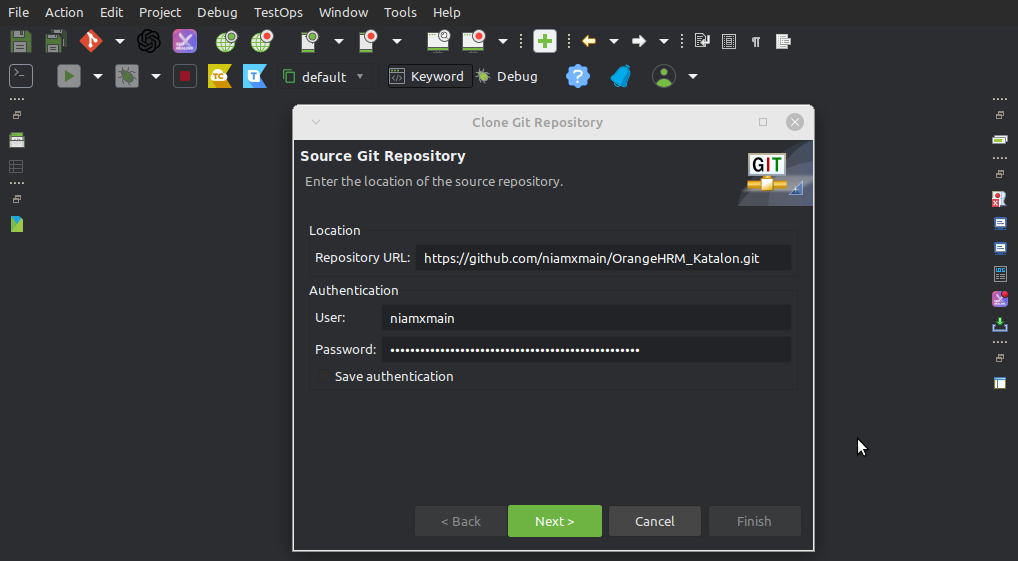 File Action Edit Project Debug TestOps Window Tools Help
TC T default Keyword Debug ?
Clone Git Repository
Source Git Repository
GIT
Enter the location of the source repository.
Location
Repository URL: https://github.com/niamxmain/OrangeHRM_Katalon.git
Authentication
User: niamxmain
Password: ••••••••••••••••••••••••••••••••••••••••••••••••••
Save authentication
< Back Next > Cancel Finish